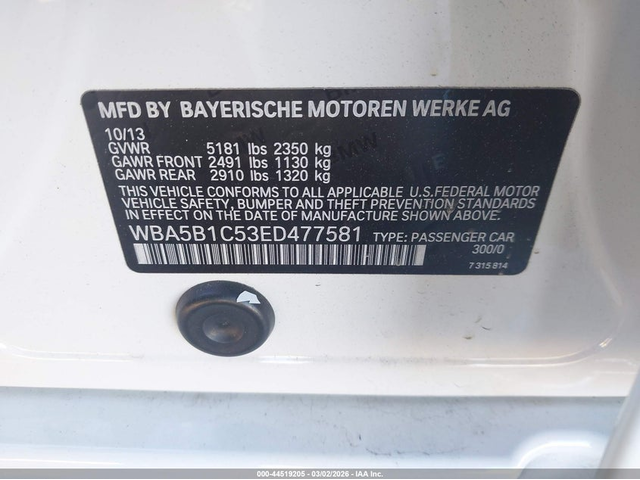 MFD BY BAYERISCHE MOTOREN WERKE AG
10/13
GVWR 5181 lbs 2350 kg
GAWR FRONT 2491 lbs 1130 kg
GAWR REAR 2910 lbs 1320 kg
THIS VEHICLE CONFORMS TO ALL APPLICABLE U.S. FEDERAL MOTOR
VEHICLE SAFETY, BUMPER, AND THEFT PREVENTION STANDARDS
IN EFFECT ON THE DATE OF MANUFACTURE SHOWN ABOVE.
WBA5B1C53ED477581 TYPE: PASSENGER CAR
300/0
7 315 814
000-44519205 - 03/02/2026 - IAA Inc.